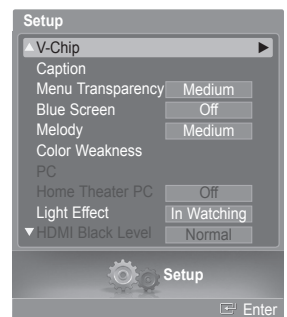 Setup
V-Chip
Caption
Menu Transparency Medium
Blue Screen Off
Melody Medium
Color Weakness
PC
Home Theater PC Off
Light Effect In Watching
HDMI Black Level Normal
Setup
Enter